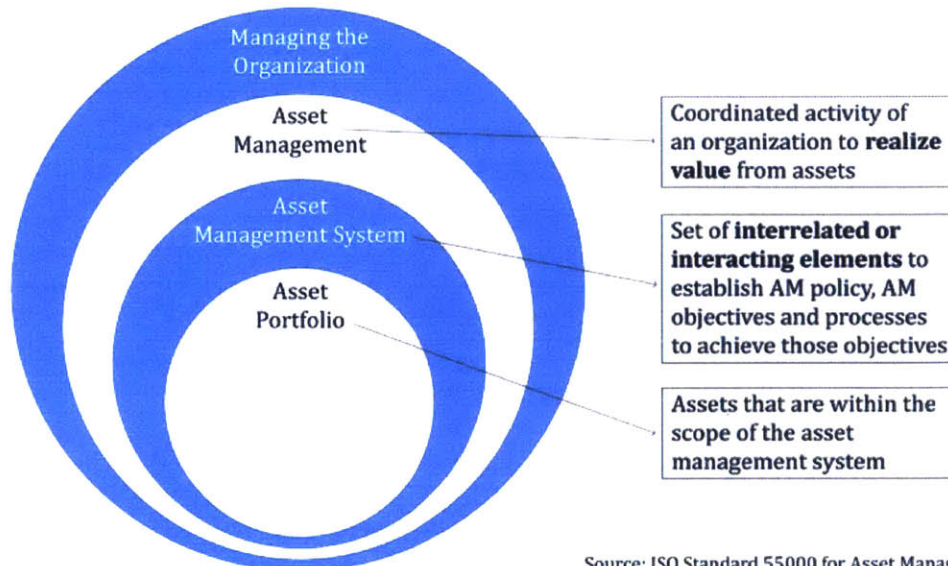 Managing the
Organization
Asset
Management
Asset
Management System
Asset
Portfolio
Coordinated activity of
an organization to realize
value from assets
Set of interrelated or
interacting elements to
establish AM policy, AM
objectives and processes
to achieve those objectives
Assets that are within the
scope of the asset
management system
Source: ISO Standard 55000 for Asset